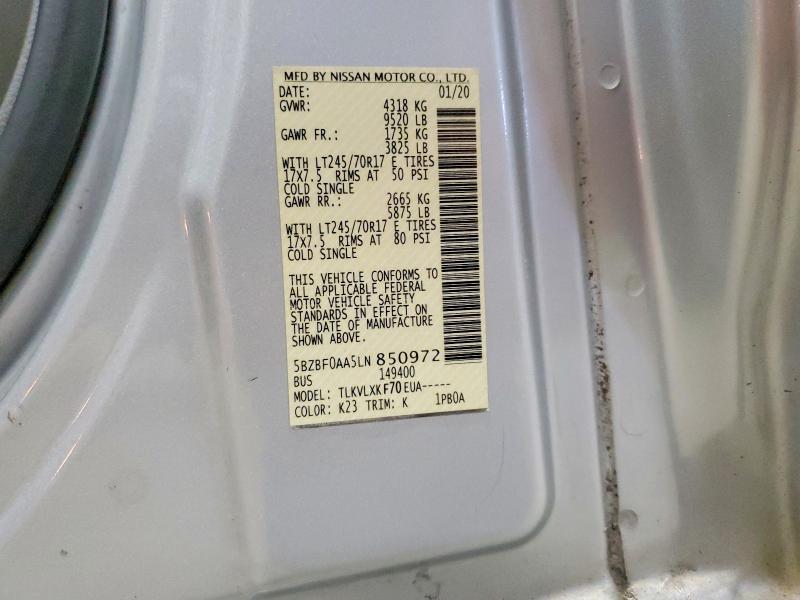 MFD BY NISSAN MOTOR CO., LTD.
DATE: 01/20
GVWR: 4318 KG
9520 LB
GAWR FR.: 1735 KG
3825 LB
WITH LT245/70R17 E TIRES
17X7.5 RIMS AT 50 PSI
COLD SINGLE
GAWR RR.: 2665 KG
5875 LB
WITH LT245/70R17 E TIRES
17X7.5 RIMS AT 80 PSI
COLD SINGLE
THIS VEHICLE CONFORMS TO
ALL APPLICABLE FEDERAL
MOTOR VEHICLE SAFETY
STANDARDS IN EFFECT ON
THE DATE OF MANUFACTURE
SHOWN ABOVE.
5BZBF0AA5LN 850972
BUS 149400
MODEL: TLKVLXKF70EUA-----
COLOR: K23 TRIM: K 1PB0A